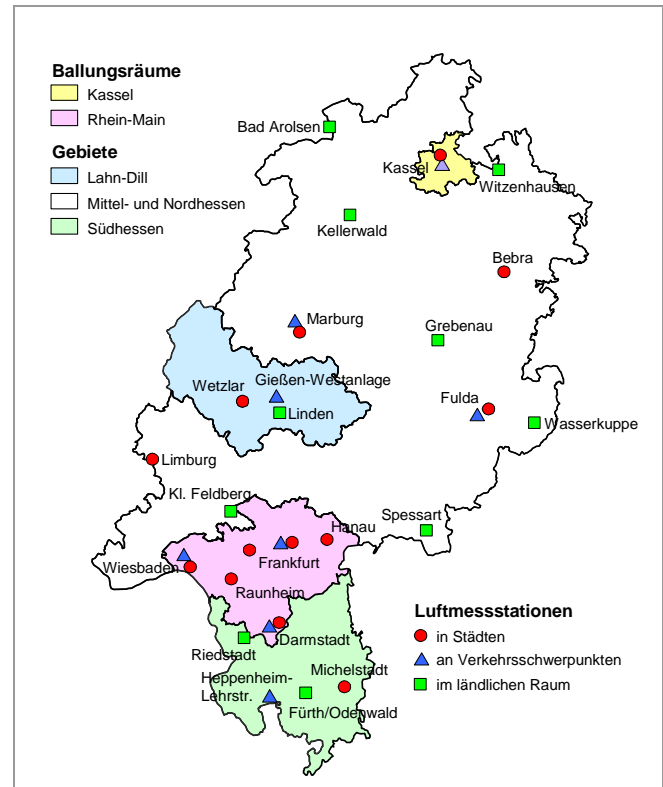 Ballungsräume
Kassel
Rhein-Main
Gebiete
Lahn-Dill
Mittel- und Nordhessen
Südhessen
Bad Arolsen
Kassel
Witzenhausen
Kellerwald
Bebra
Marburg
Grebenau
Gießen-Westanlage
Wetzlar
Linden
Fulda
Wasserkuppe
Limburg
Kl. Feldberg
Spessart
Hanau
Frankfurt
Wiesbaden
Raunheim
Darmstadt
Riedstadt
Heppenheim-
Lehrstr.
Michelstadt
Fürth/Odenwald
Luftmessstationen
in Städten
an Verkehrsschwerpunkten
im ländlichen Raum